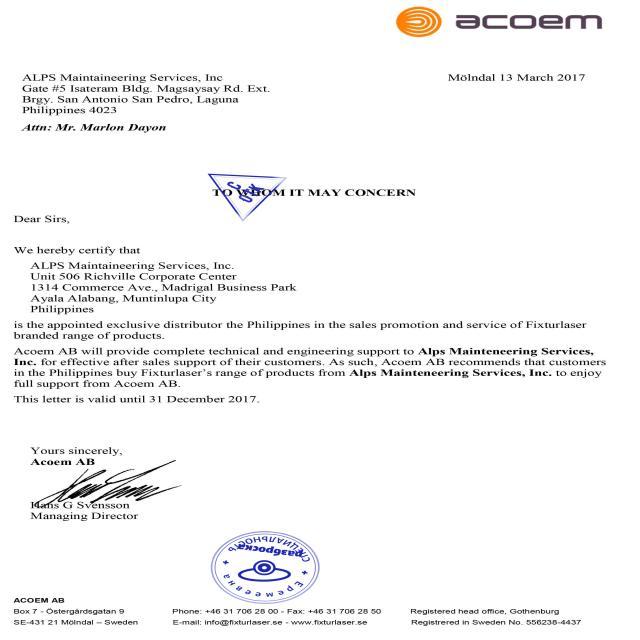 acoem
ALPS Maintaineering Services, Inc
Gate #5 Isateram Bldg. Magsaysay Rd. Ext.
Brgy. San Antonio San Pedro, Laguna
Philippines 4023
Mölndal 13 March 2017
Attn: Mr. Marlon Dayon
TO WHOM IT MAY CONCERN
Dear Sirs,
We hereby certify that
ALPS Maintaineering Services, Inc.
Unit 506 Richville Corporate Center
1314 Commerce Ave., Madrigal Business Park
Ayala Alabang, Muntinlupa City
Philippines
is the appointed exclusive distributor the Philippines in the sales promotion and service of Fixturlaser
branded range of products.
Acoem AB will provide complete technical and engineering support to Alps Mainteneering Services,
Inc. for effective after sales support of their customers. As such, Acoem AB recommends that customers
in the Philippines buy Fixturlaser's range of products from Alps Mainteneering Services, Inc. to enjoy
full support from Acoem AB.
This letter is valid until 31 December 2017.
Yours sincerely,
Acoem AB
Hans G Svensson
Managing Director
СПЕЦИАЛЬНОСТЬ
разброска
Еремеевна
ACOEM AB
Box 7 - Östergårdsgatan 9
SE-431 21 Mölndal – Sweden
Phone: +46 31 706 28 00 - Fax: +46 31 706 28 50
E-mail: info@fixturlaser.se - www.fixturlaser.se
Registered head office, Gothenburg
Registrered in Sweden No. 556238-4437